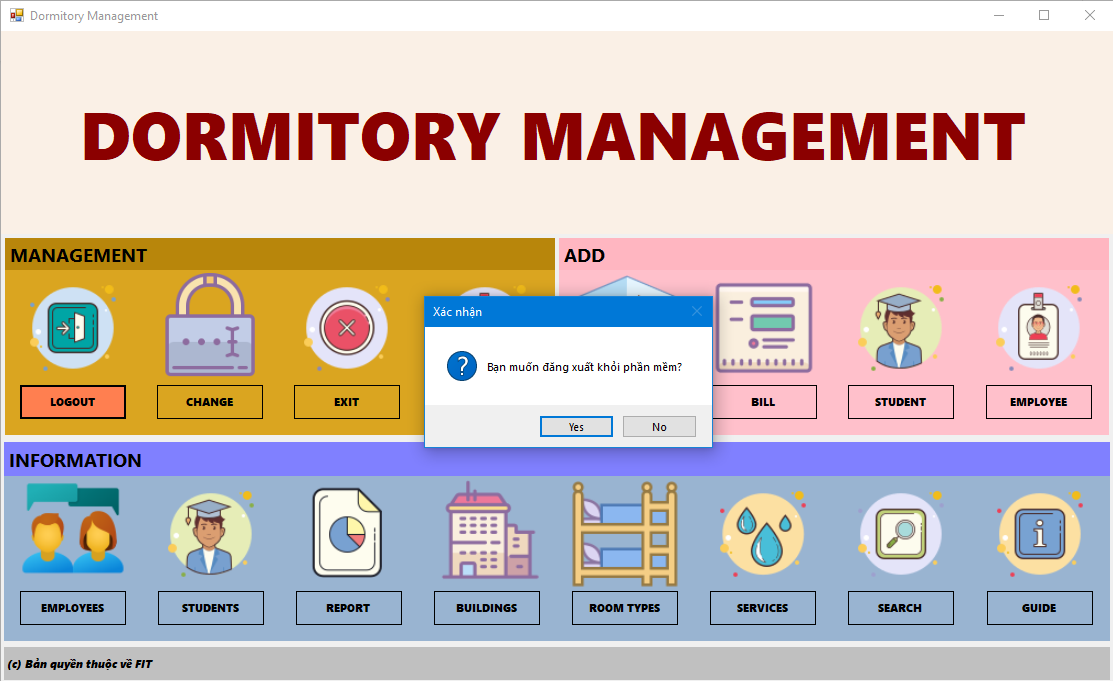 Dormitory Management
DORMITORY MANAGEMENT
MANAGEMENT
ADD
LOGOUT
CHANGE
EXIT
BILL
STUDENT
EMPLOYEE
Xác nhận
Bạn muốn đăng xuất khỏi phần mềm?
Yes
No
INFORMATION
EMPLOYEES
STUDENTS
REPORT
BUILDINGS
ROOM TYPES
SERVICES
SEARCH
GUIDE
(c) Bản quyền thuộc về FIT